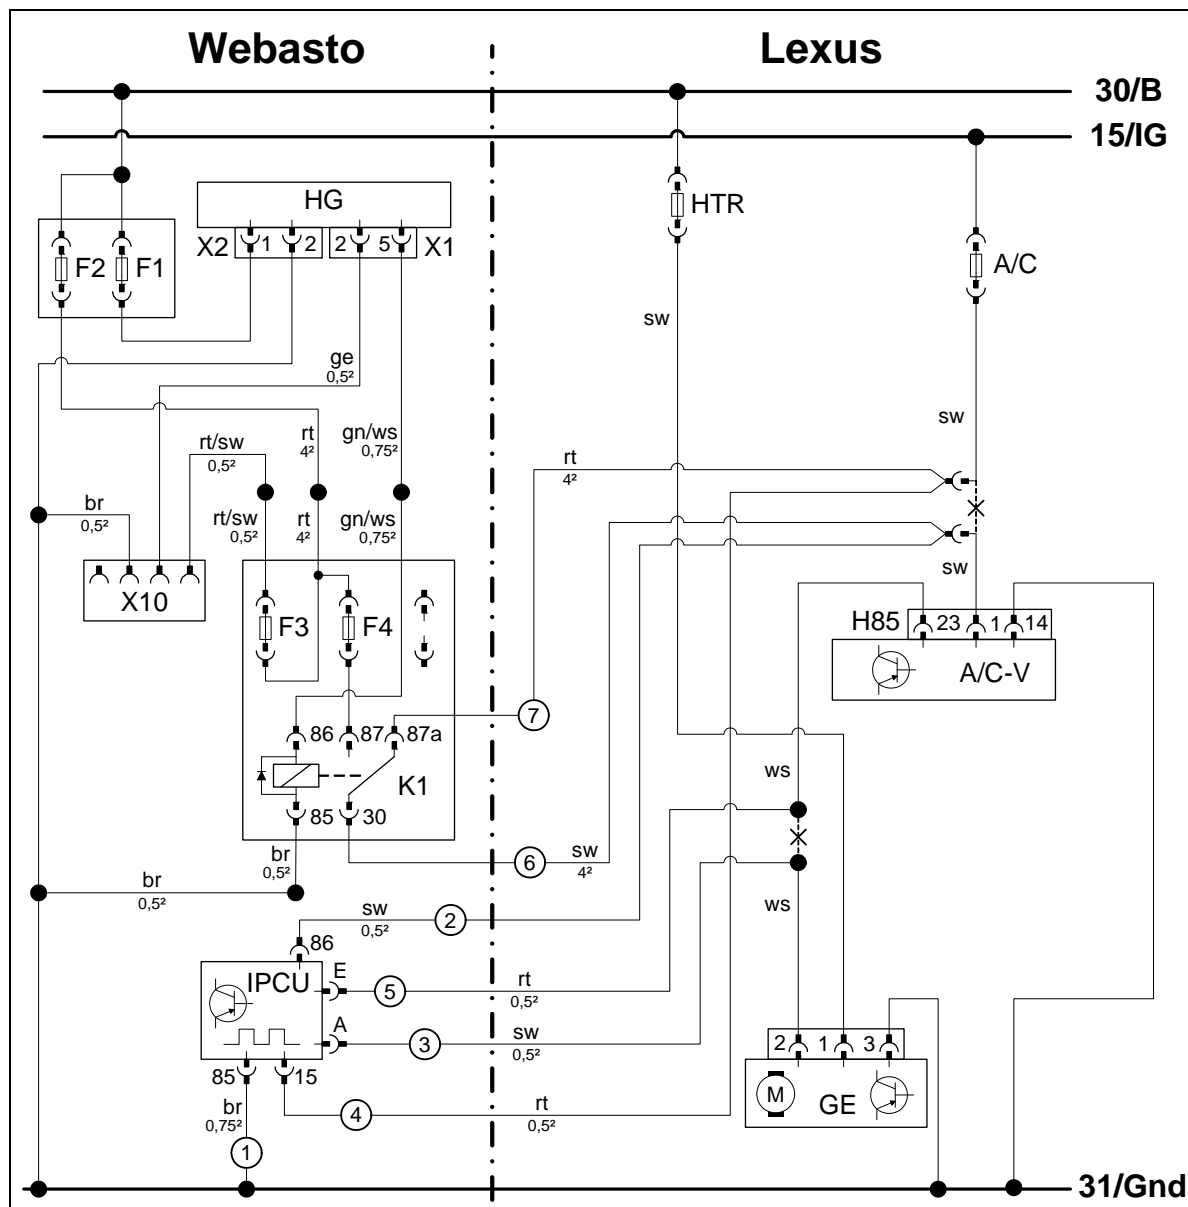 Webasto
Lexus
30/B
15/IG
HG
HTR
X2
1
2
2
5
X1
F2
F1
A/C
sw
ge
0,5²
sw
rt/sw
0,5²
rt
4²
gn/ws
0,75²
rt
4²
br
0,5²
rt/sw
0,5²
rt
4²
gn/ws
0,75²
sw
X10
F3
F4
H85
23
1
14
A/C-V
86
87
87a
7
K1
ws
85
30
br
0,5²
6
sw
4²
br
0,5²
sw
0,5²
2
ws
86
IPCU
E
5
rt
0,5²
A
3
sw
0,5²
2
1
3
85
15
M
GE
br
0,75²
4
rt
0,5²
1
31/Gnd